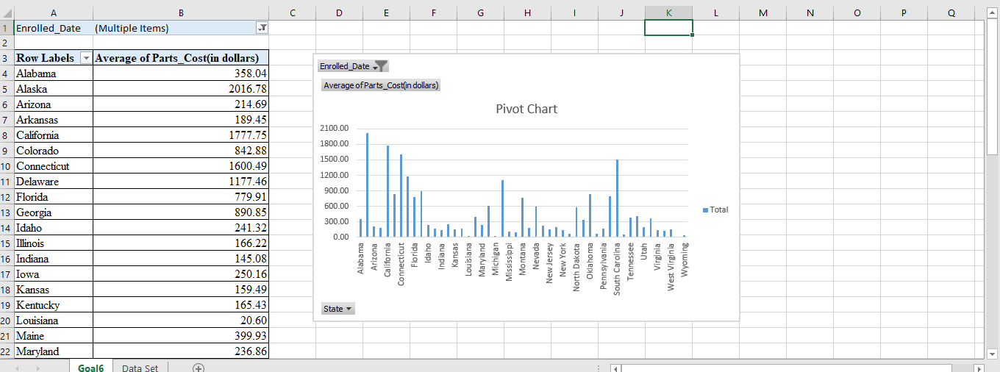 A B C D E F G H I J K L M N O P Q
1 Enrolled_Date (Multiple Items)
2
3 Row Labels Average of Parts_Cost(in dollars)
4 Alabama 358.04
5 Alaska 2016.78
6 Arizona 214.69
7 Arkansas 189.45
8 California 1777.75
9 Colorado 842.88
10 Connecticut 1600.49
11 Delaware 1177.46
12 Florida 779.91
13 Georgia 890.85
14 Idaho 241.32
15 Illinois 166.22
16 Indiana 145.08
17 Iowa 250.16
18 Kansas 159.49
19 Kentucky 165.43
20 Louisiana 20.60
21 Maine 399.93
22 Maryland 236.86
Enrolled_Date
Average of Parts_Cost(in dollars)
Pivot Chart
2100.00
1800.00
1500.00
1200.00
900.00
600.00
300.00
0.00
Total
Alabama
Arizona
California
Connecticut
Florida
Idaho
Indiana
Kansas
Louisiana
Maryland
Michigan
Mississippi
Montana
Nevada
New Jersey
New York
North Dakota
Oklahoma
Pennsylvania
South Carolina
Tennessee
Utah
Virginia
West Virginia
Wyoming
State
Goal6 Data Set